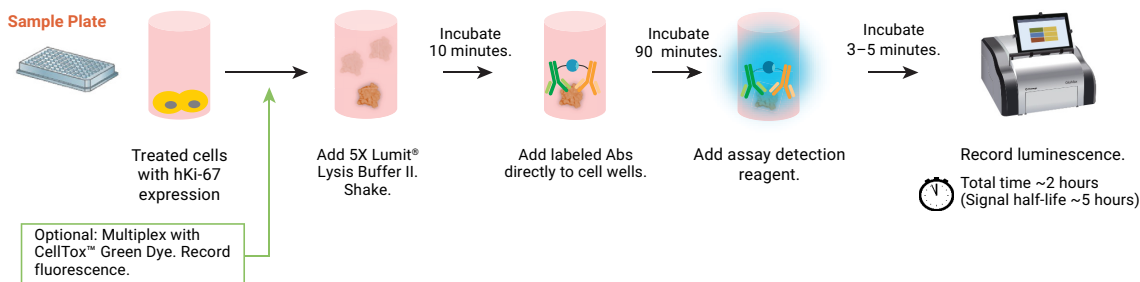 Sample Plate
Treated cells
with hKi-67
expression
Optional: Multiplex with
CellTox™ Green Dye. Record
fluorescence.
Add 5X Lumit®
Lysis Buffer II.
Shake.
Incubate
10 minutes.
Add labeled Abs
directly to cell wells.
Incubate
90 minutes.
Add assay detection
reagent.
Incubate
3–5 minutes.
Record luminescence.
Total time ~2 hours
(Signal half-life ~5 hours)